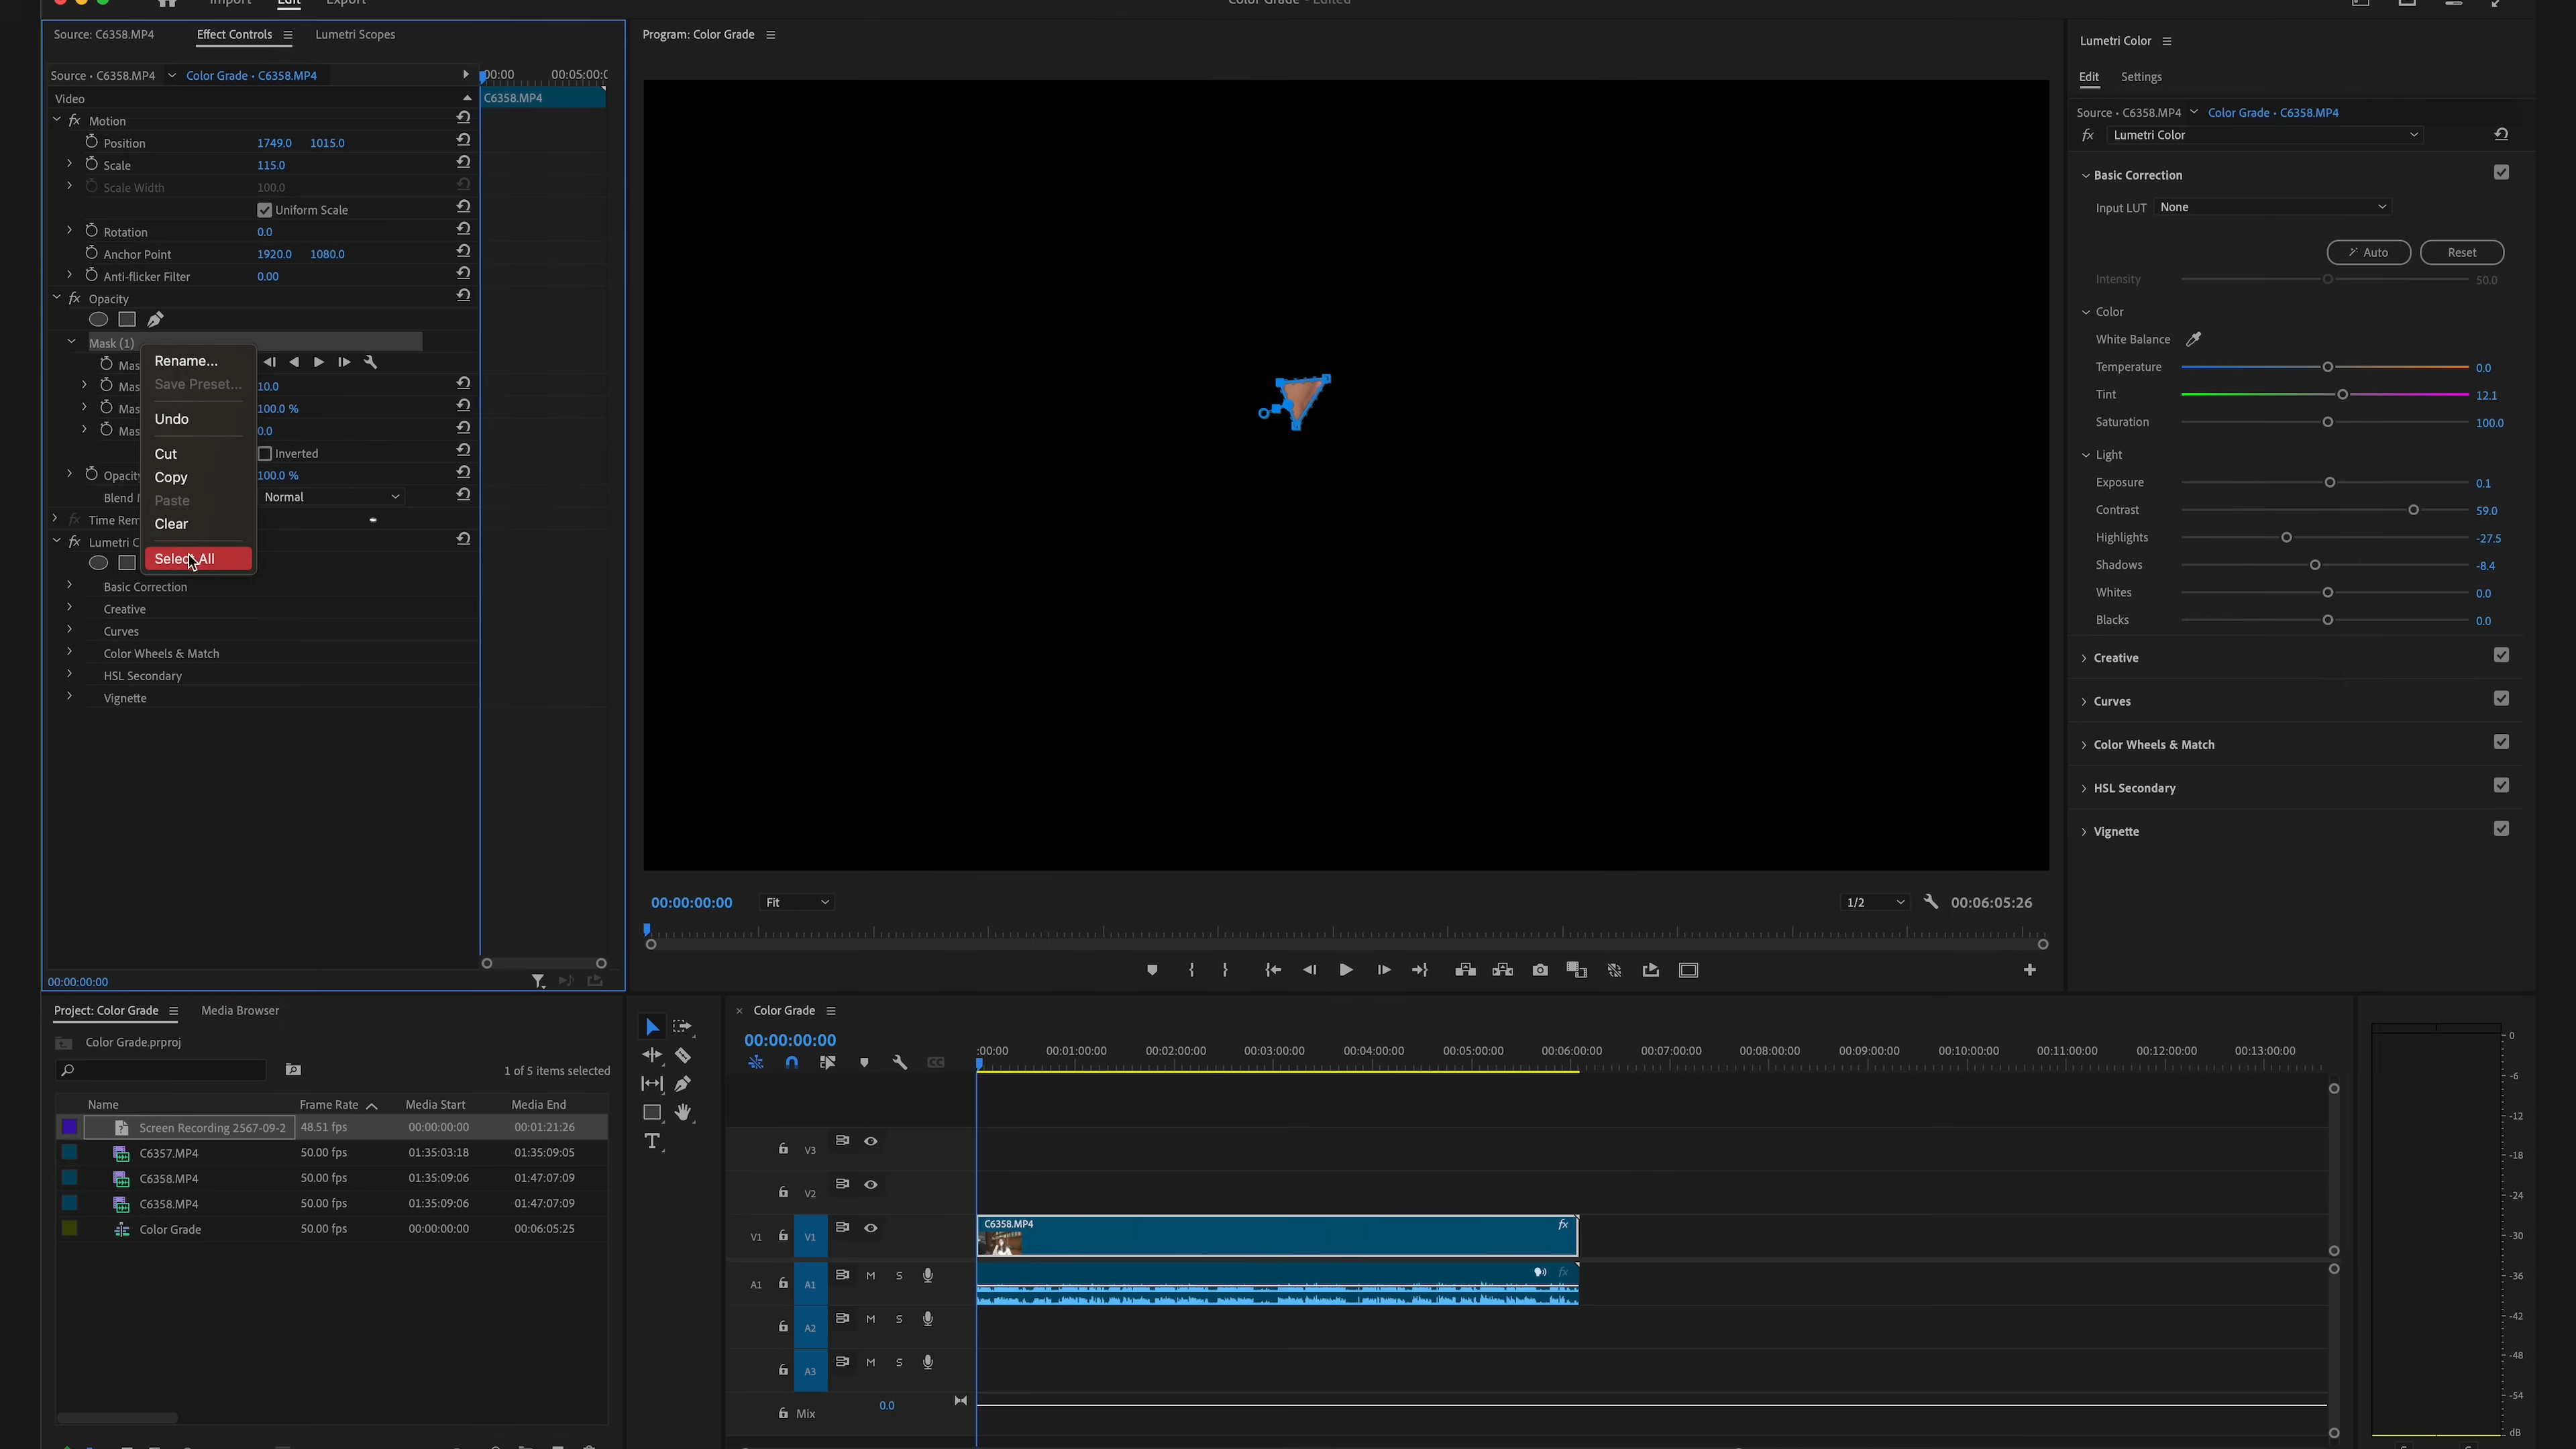 Import Edit Export
Color Grade - Edited
Source: C6358.MP4 Effect Controls Lumetri Scopes
Source • C6358.MP4 Color Grade • C6358.MP4
:00:00 00:05:00:0
Video
C6358.MP4
Motion
Position 1749.0 1015.0
Scale 115.0
Scale Width 100.0
Uniform Scale
Rotation 0.0
Anchor Point 1920.0 1080.0
Anti-flicker Filter 0.00
Opacity
Mask (1)
Mas
Mas 10.0
Mas 100.0 %
Mas 0.0
Inverted
Opacit 100.0 %
Blend Normal
Time Rem
Lumetri C
Basic Correction
Creative
Curves
Color Wheels & Match
HSL Secondary
Vignette
00:00:00:00
Rename...
Save Preset...
Undo
Cut
Copy
Paste
Clear
Select All
Program: Color Grade
00:00:00:00 Fit 1/2 00:06:05:26
Lumetri Color
Edit Settings
Source • C6358.MP4 Color Grade • C6358.MP4
fx Lumetri Color
Basic Correction
Input LUT None
Auto Reset
Intensity 50.0
Color
White Balance
Temperature 0.0
Tint 12.1
Saturation 100.0
Light
Exposure 0.1
Contrast 59.0
Highlights -27.5
Shadows -8.4
Whites 0.0
Blacks 0.0
Creative
Curves
Color Wheels & Match
HSL Secondary
Vignette
Project: Color Grade Media Browser
Color Grade.prproj
1 of 5 items selected
Name Frame Rate Media Start Media End
Screen Recording 2567-09-2 48.51 fps 00:00:00:00 00:01:21:26
C6357.MP4 50.00 fps 01:35:03:18 01:35:09:05
C6358.MP4 50.00 fps 01:35:09:06 01:47:07:09
C6358.MP4 50.00 fps 01:35:09:06 01:47:07:09
Color Grade 50.00 fps 00:00:00:00 00:06:05:25
× Color Grade
00:00:00:00
:00:00 00:01:00:00 00:02:00:00 00:03:00:00 00:04:00:00 00:05:00:00 00:06:00:00 00:07:00:00 00:08:00:00 00:09:00:00 00:10:00:00 00:11:00:00 00:12:00:00 00:13:00:00
V3
V2
C6358.MP4 fx
V1 V1
A1 A1 M S fx
A2 M S
A3 M S
Mix 0.0
0
-6
-12
-18
-24
-30
-36
-42
-48
-54
dB